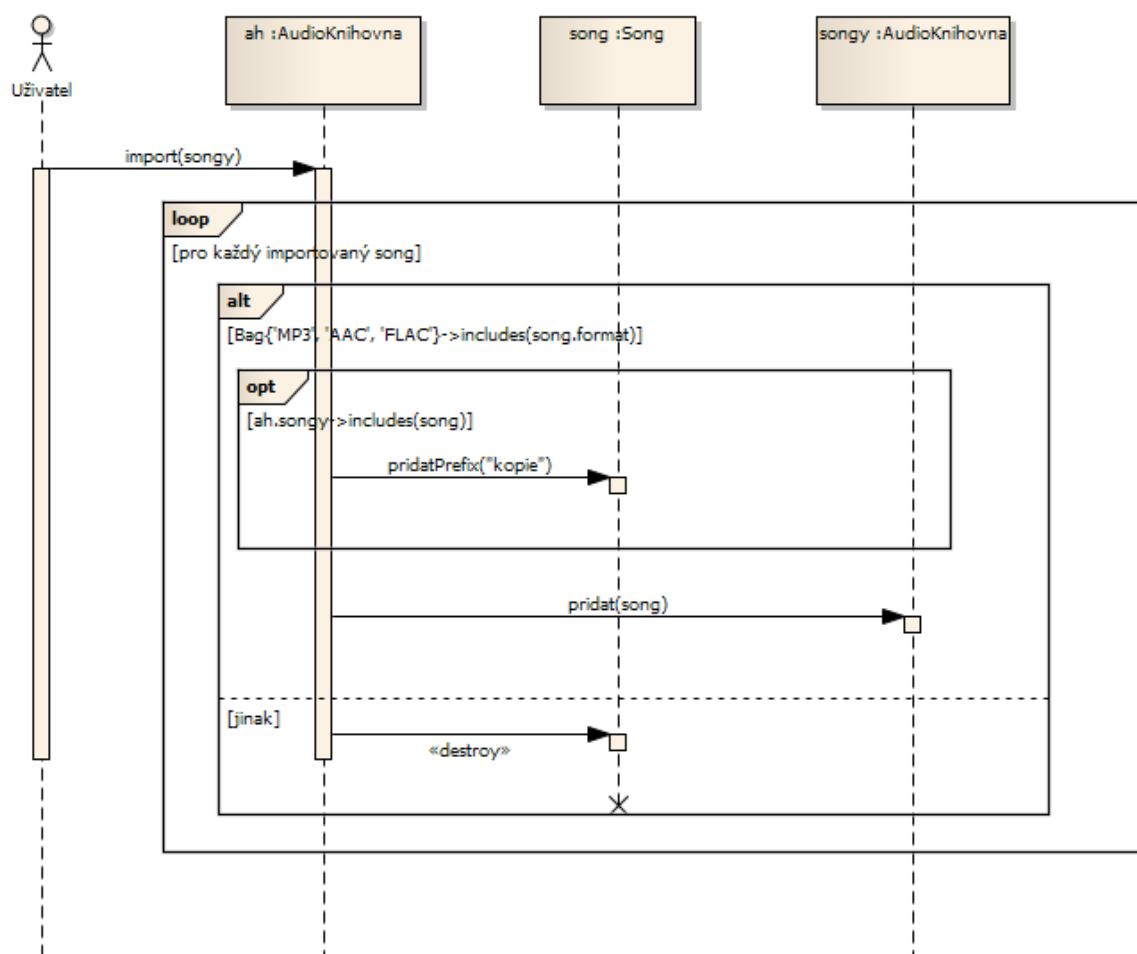 ah :AudioKnihovna
song :Song
songy :AudioKnihovna
Uživatel
import(songy)
loop
[pro každý importovaný song]
alt
[Bag{'MP3', 'AAC', 'FLAC'}->includes(song.format)]
opt
[ah.songy->includes(song)]
pridatPrefix("kopie")
pridat(song)
[jinak]
«destroy»